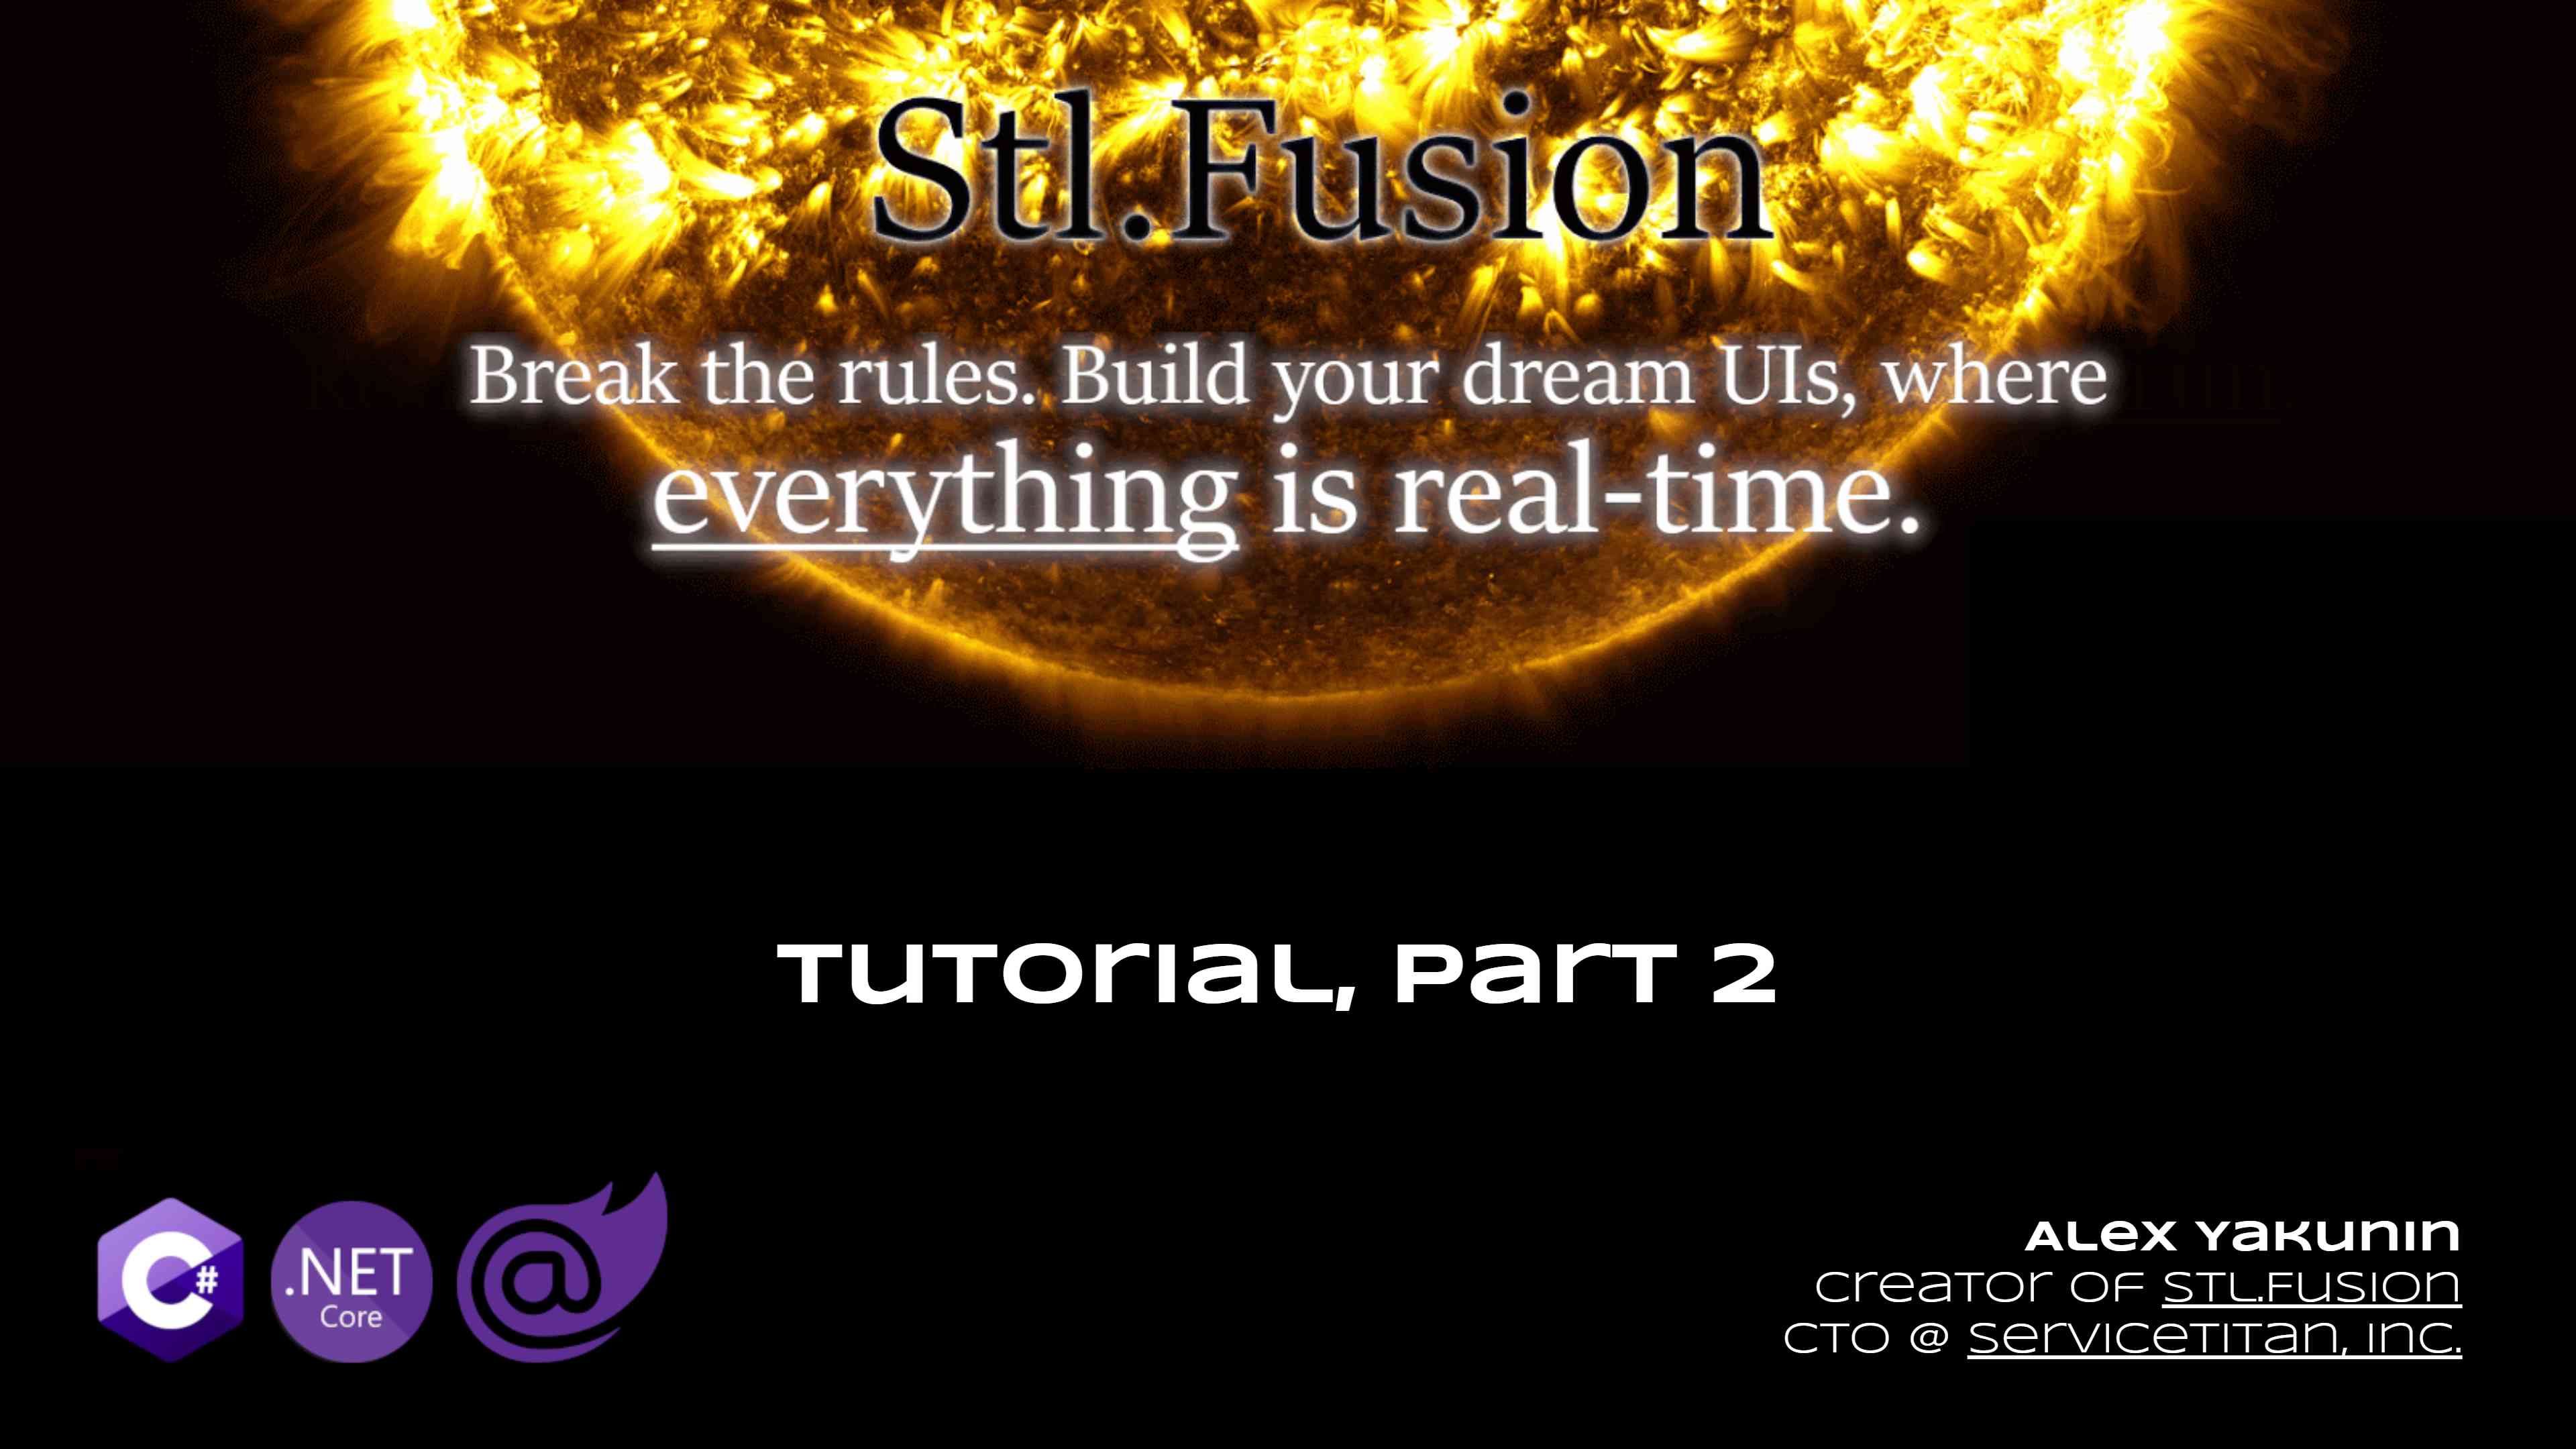 Stl.Fusion
Break the rules. Build your dream UIs, where
everything is real-time.
Tutorial, Part 2
C#
.NET
Core
@
Alex Yakunin
Creator of Stl.Fusion
CTO @ ServiceTitan, Inc.